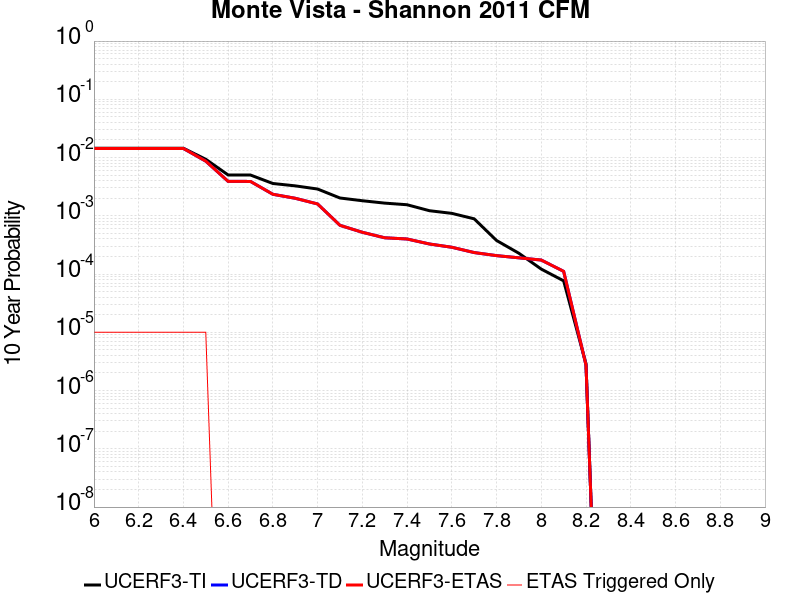 Monte Vista - Shannon 2011 CFM
10^0
10^-1
10^-2
10^-3
10^-4
10^-5
10^-6
10^-7
10^-8
10 Year Probability
6 6.2 6.4 6.6 6.8 7 7.2 7.4 7.6 7.8 8 8.2 8.4 8.6 8.8 9
Magnitude
UCERF3-TI UCERF3-TD UCERF3-ETAS ETAS Triggered Only